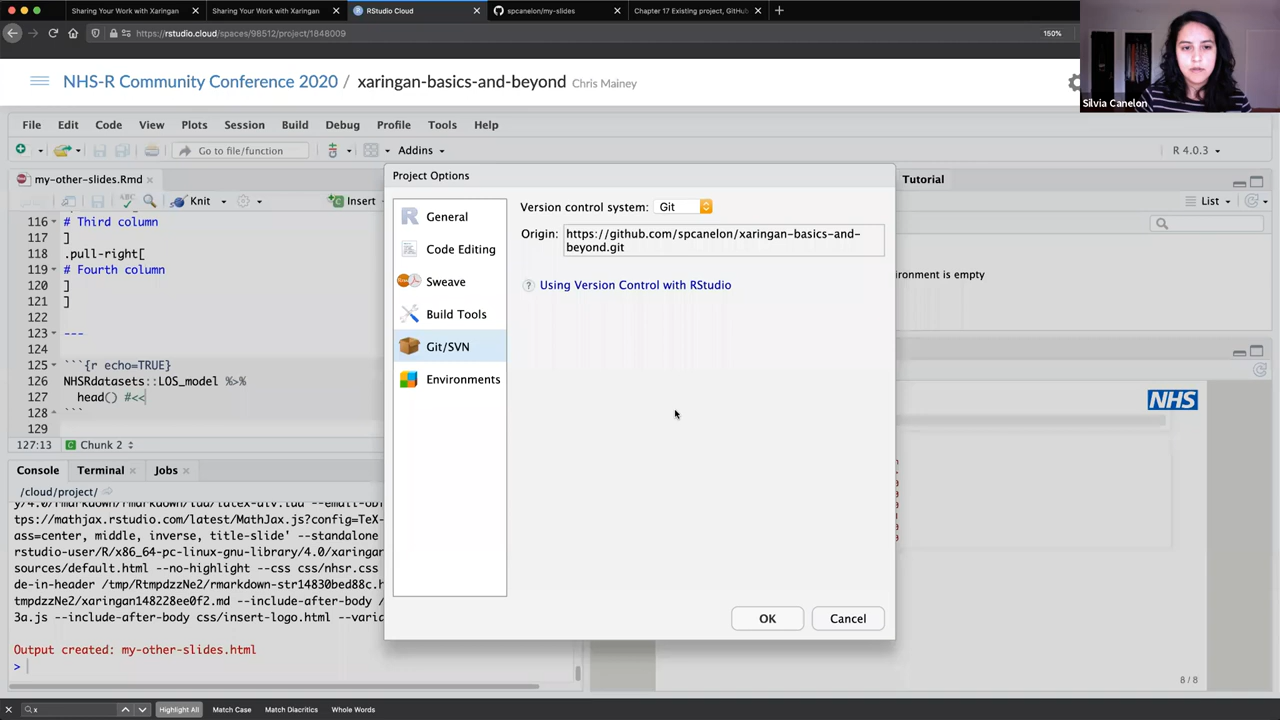 Sharing Your Work with Xaringan
Sharing Your Work with Xaringan
RStudio Cloud
spcanelon/my-slides
Chapter 17 Existing project, GitHu
https://rstudio.cloud/spaces/98512/project/1848009
150%
NHS-R Community Conference 2020 / xaringan-basics-and-beyond Chris Mainey
Silvia Canelon
File Edit Code View Plots Session Build Debug Profile Tools Help
Go to file/function
Addins
R 4.0.3
my-other-slides.Rmd
Project Options
Tutorial
Knit
Insert
List
116 # Third column
117 ]
118 .pull-right[
119 # Fourth column
120 ]
121 ]
122
123 ---
124
125 ```{r echo=TRUE}
126 NHSRdatasets::LOS_model %>%
127 head() #<<
128 ```
129
127:13 Chunk 2
General
Code Editing
Sweave
Build Tools
Git/SVN
Environments
Version control system: Git
Origin: https://github.com/spcanelon/xaringan-basics-and-
beyond.git
? Using Version Control with RStudio
OK
Cancel
ironment is empty
NHS
8/8
Console Terminal Jobs
/cloud/project/
tps://mathjax.rstudio.com/latest/MathJax.js?config=TeX-
ass=center, middle, inverse, title-slide' --standalone
rstudio-user/R/x86_64-pc-linux-gnu-library/4.0/xaringan
sources/default.html --no-highlight --css css/nhsr.css
de-in-header /tmp/RtmpdzzNe2/rmarkdown-str14830bed88c.h
tmpdzzNe2/xaringan148228ee0f2.md --include-after-body /
3a.js --include-after-body css/insert-logo.html --varia
Output created: my-other-slides.html
>
x
Highlight All
Match Case
Match Diacritics
Whole Words